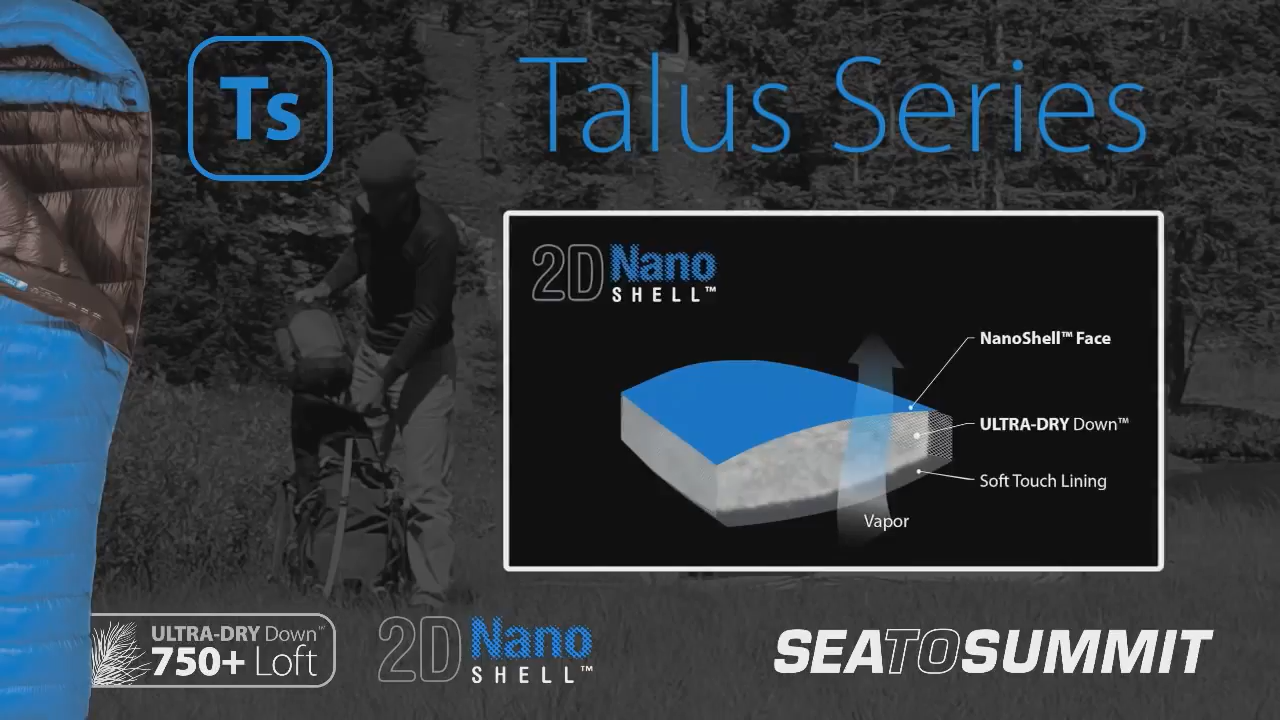 Ts
Talus Series
2D Nano
SHELL™
NanoShell™ Face
ULTRA-DRY Down™
Soft Touch Lining
Vapor
ULTRA-DRY Down™
750+ Loft
2D Nano
SHELL™
SEATOSUMMIT